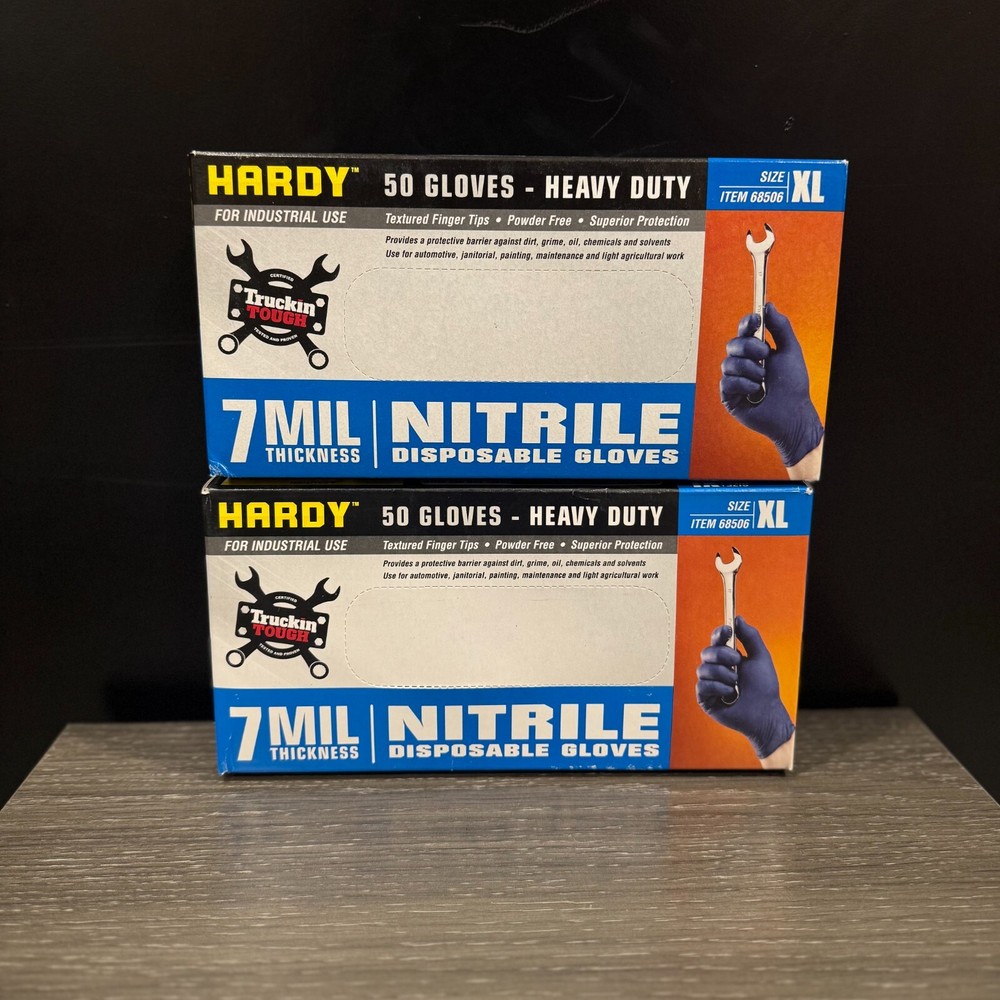 HARDY™ 50 GLOVES - HEAVY DUTY
SIZE XL
ITEM 68506
FOR INDUSTRIAL USE Textured Finger Tips • Powder Free • Superior Protection
Provides a protective barrier against dirt, grime, oil, chemicals and solvents
Use for automotive, janitorial, painting, maintenance and light agricultural work
CERTIFIED
Truckin
TOUGH
TESTED AND PROVEN
7 MIL
THICKNESS
NITRILE
DISPOSABLE GLOVES
HARDY™ 50 GLOVES - HEAVY DUTY
SIZE XL
ITEM 68506
FOR INDUSTRIAL USE Textured Finger Tips • Powder Free • Superior Protection
Provides a protective barrier against dirt, grime, oil, chemicals and solvents
Use for automotive, janitorial, painting, maintenance and light agricultural work
CERTIFIED
Truckin
TOUGH
TESTED AND PROVEN
7 MIL
THICKNESS
NITRILE
DISPOSABLE GLOVES